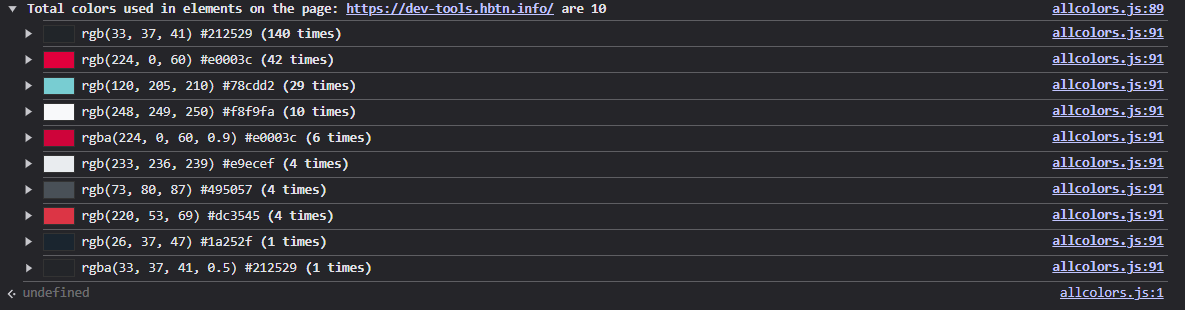 Total colors used in elements on the page: https://dev-tools.hbtn.info/ are 10 allcolors.js:89
rgb(33, 37, 41) #212529 (140 times) allcolors.js:91
rgb(224, 0, 60) #e0003c (42 times) allcolors.js:91
rgb(120, 205, 210) #78cdd2 (29 times) allcolors.js:91
rgb(248, 249, 250) #f8f9fa (10 times) allcolors.js:91
rgba(224, 0, 60, 0.9) #e0003c (6 times) allcolors.js:91
rgb(233, 236, 239) #e9ecef (4 times) allcolors.js:91
rgb(73, 80, 87) #495057 (4 times) allcolors.js:91
rgb(220, 53, 69) #dc3545 (4 times) allcolors.js:91
rgb(26, 37, 47) #1a252f (1 times) allcolors.js:91
rgba(33, 37, 41, 0.5) #212529 (1 times) allcolors.js:91
undefined allcolors.js:1